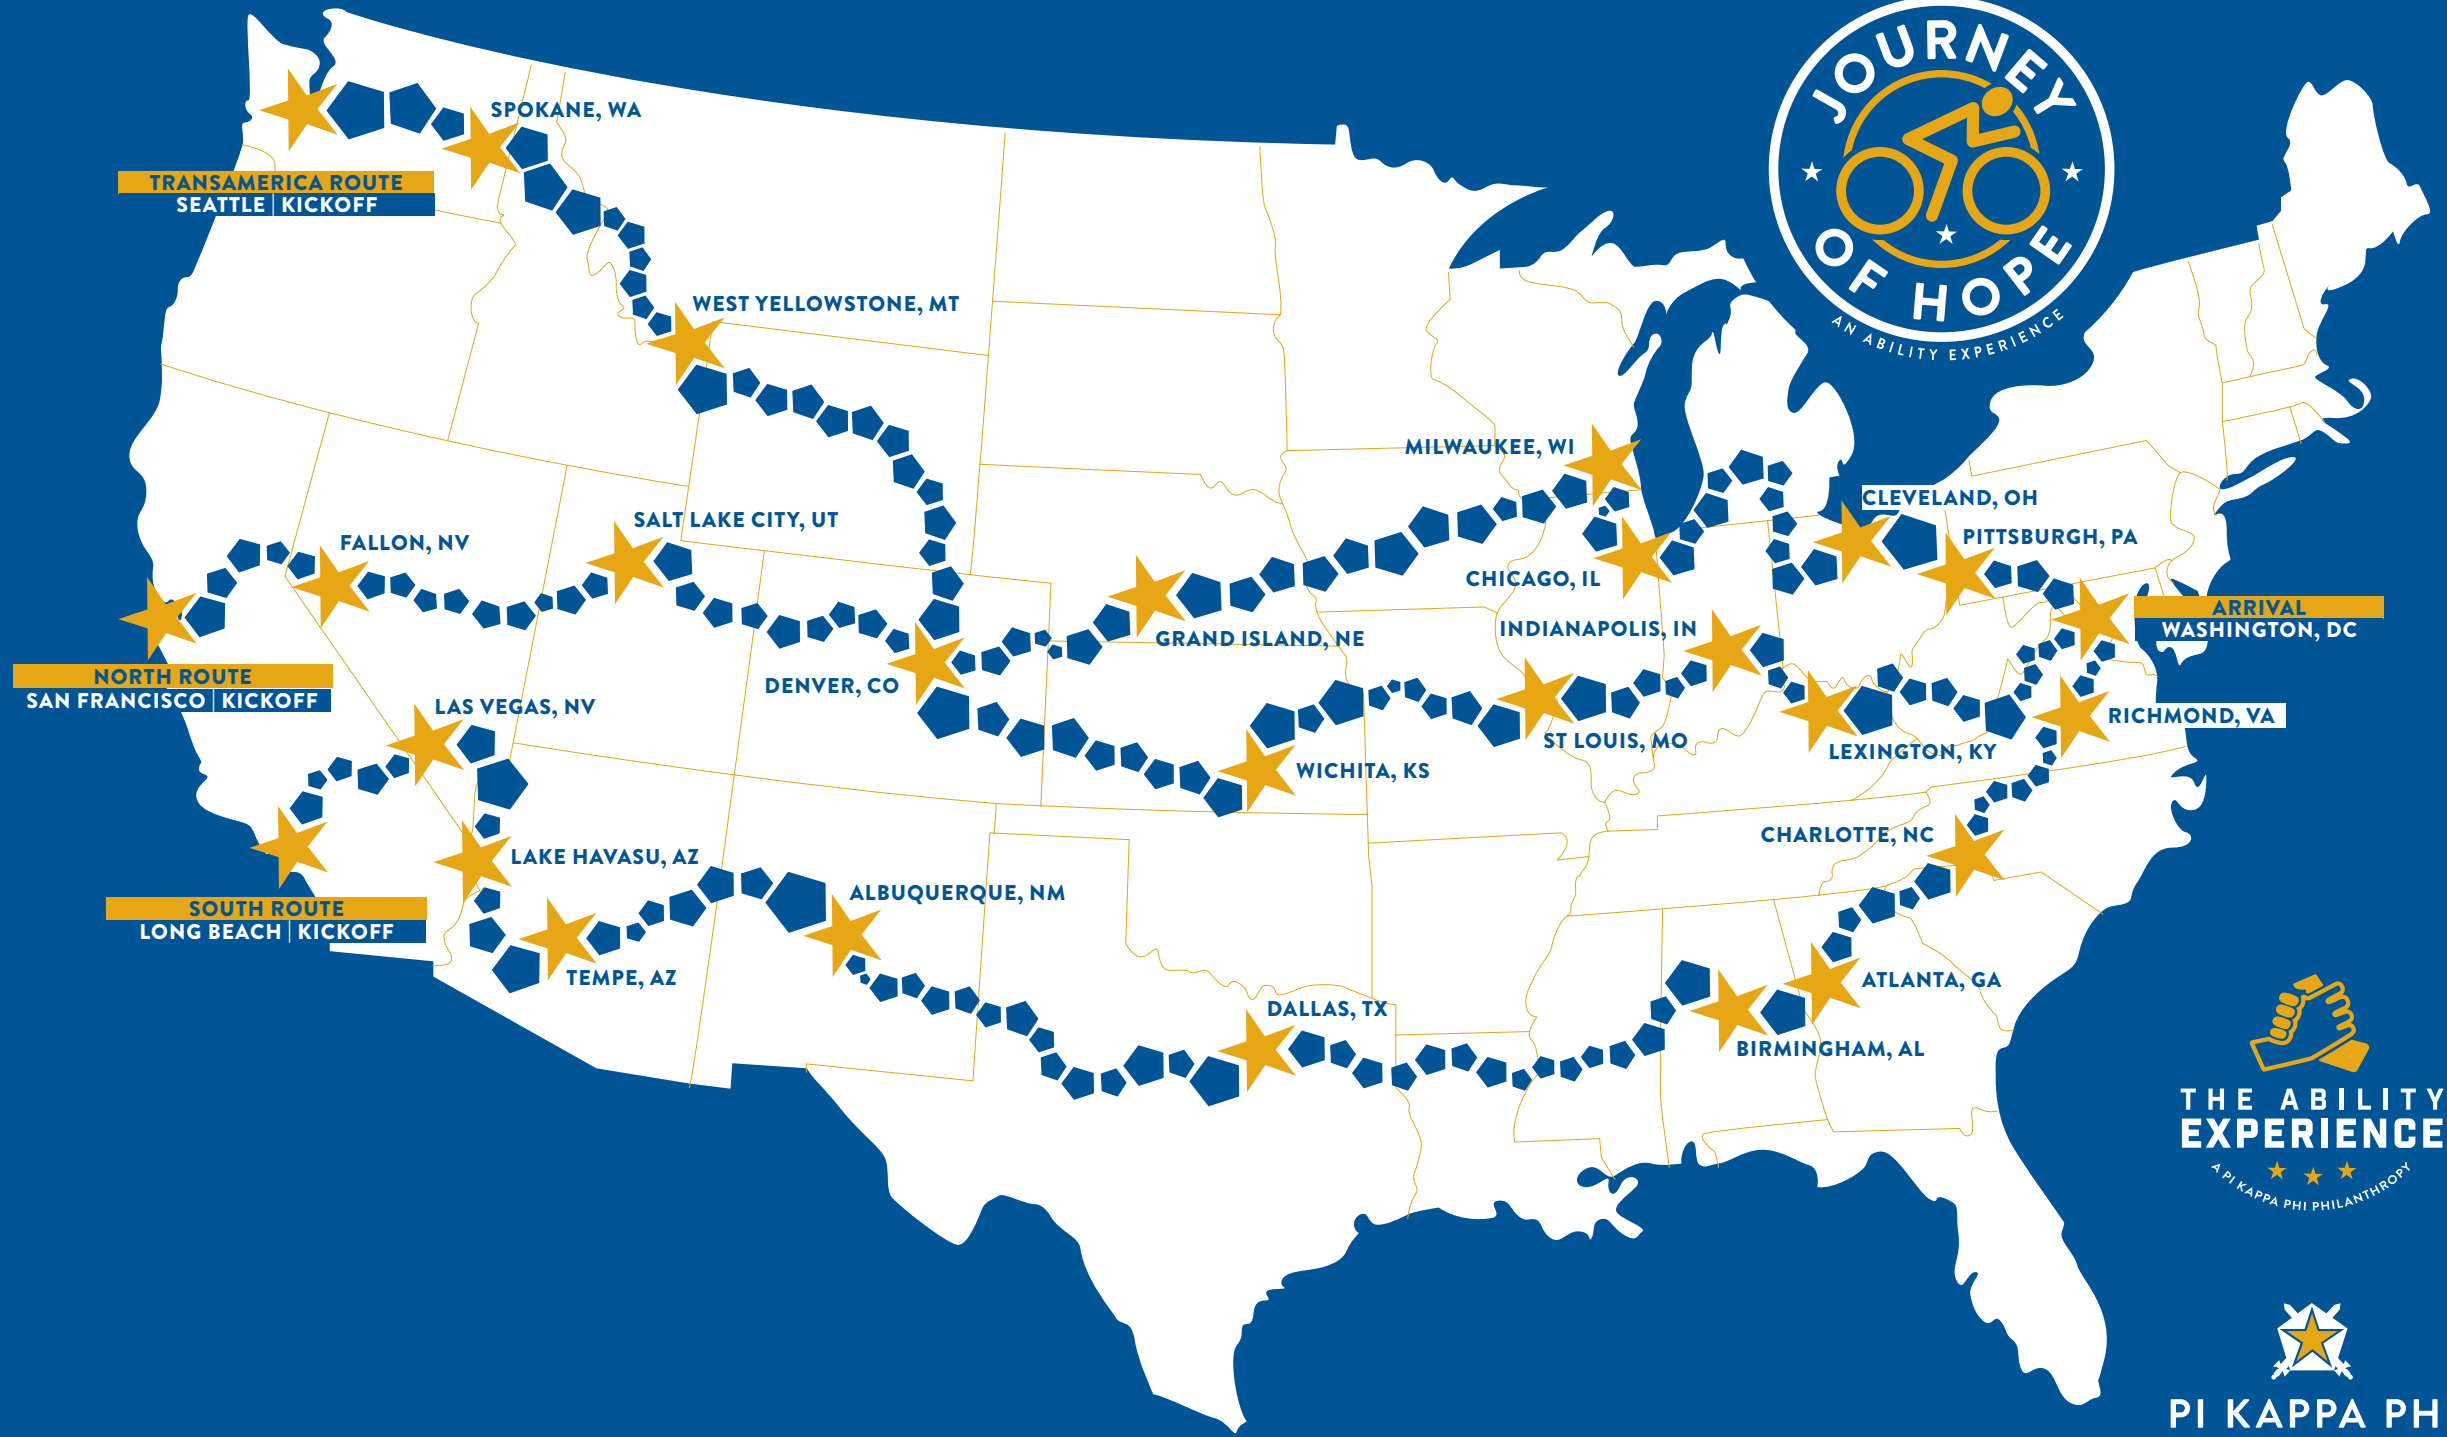 JOURNEY
OF HOPE
AN ABILITY EXPERIENCE
SPOKANE, WA
TRANSAMERICA ROUTE
SEATTLE | KICKOFF
WEST YELLOWSTONE, MT
MILWAUKEE, WI
CLEVELAND, OH
SALT LAKE CITY, UT
FALLON, NV
PITTSBURGH, PA
CHICAGO, IL
ARRIVAL
WASHINGTON, DC
INDIANAPOLIS, IN
GRAND ISLAND, NE
NORTH ROUTE
SAN FRANCISCO | KICKOFF
DENVER, CO
LAS VEGAS, NV
RICHMOND, VA
ST LOUIS, MO
LEXINGTON, KY
WICHITA, KS
CHARLOTTE, NC
LAKE HAVASU, AZ
ALBUQUERQUE, NM
SOUTH ROUTE
LONG BEACH | KICKOFF
TEMPE, AZ
ATLANTA, GA
DALLAS, TX
BIRMINGHAM, AL
THE ABILITY
EXPERIENCE
A PI KAPPA PHI PHILANTHROPY
PI KAPPA PH